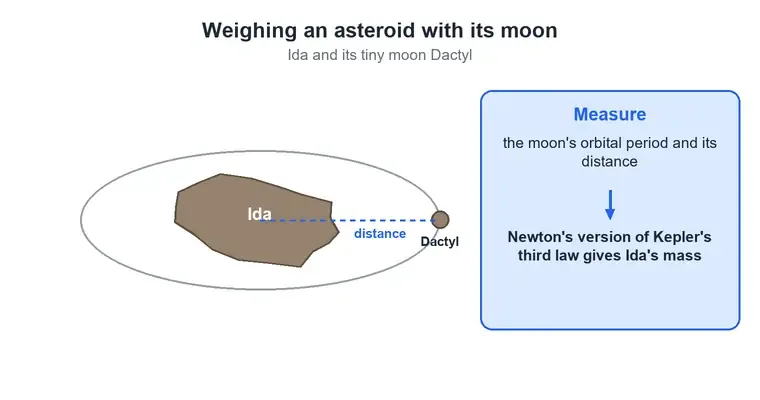 Weighing an asteroid with its moon
Ida and its tiny moon Dactyl
Measure
the moon's orbital period and its
distance
Newton's version of Kepler's
third law gives Ida's mass
Ida
distance
Dactyl